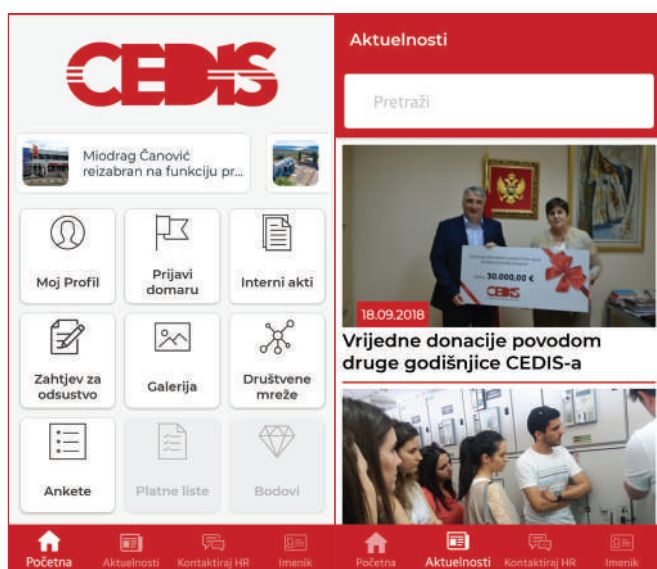 CEDIS
Miodrag Čanović
reizabran na funkciju pr...
Moj Profil
Prijavi
domaru
Interni akti
Zahtjev za
odsustvo
Galerija
Društvene
mreže
Ankete
Platne liste
Bodovi
Početna
Aktuelnosti
Kontaktiraj HR
Imenik
Aktuelnosti
Pretraži
30.000,00 €
CEDIS
18.09.2018
Vrijedne donacije povodom
druge godišnjice CEDIS-a
Početna
Aktuelnosti
Kontaktiraj HR
Imenik